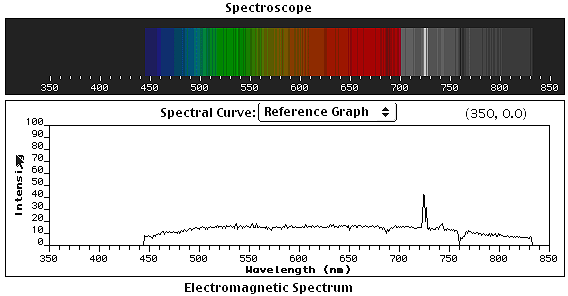 Spectroscope
350 400 450 500 550 600 650 700 750 800 850
Spectral Curve: Reference Graph (350, 0.0)
100
90
80
70
60
50
40
30
20
10
0
350 400 450 500 550 600 650 700 750 800 850
Wavelength (nm)
Electromagnetic Spectrum